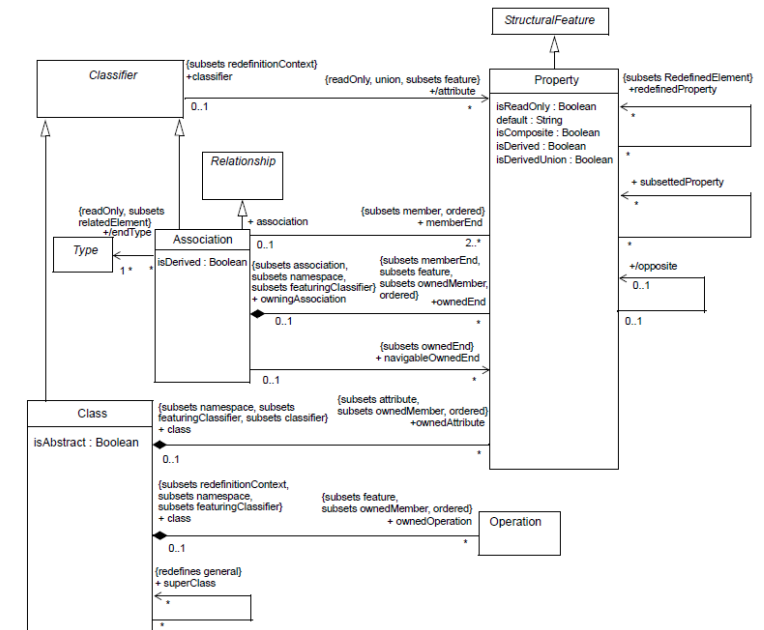 StructuralFeature
Classifier
{subsets redefinitionContext}
+classifier
0..1
{readOnly, union, subsets feature}
+/attribute
*
Property
isReadOnly : Boolean
default : String
isComposite : Boolean
isDerived : Boolean
isDerivedUnion : Boolean
{subsets RedefinedElement}
+redefinedProperty
*
*
+ subsettedProperty
*
*
+/opposite
0..1
0..1
Relationship
{readOnly, subsets
relatedElement}
+/endType
Type
1 *
*
Association
isDerived : Boolean
+ association
0..1
{subsets member, ordered}
+ memberEnd
2..*
{subsets association,
subsets namespace,
subsets featuringClassifier}
+ owningAssociation
0..1
{subsets memberEnd,
subsets feature,
subsets ownedMember,
ordered}
+ownedEnd
*
{subsets ownedEnd}
+ navigableOwnedEnd
0..1
*
Class
isAbstract : Boolean
{subsets namespace, subsets
featuringClassifier, subsets classifier}
+ class
0..1
{subsets attribute,
subsets ownedMember, ordered}
+ownedAttribute
*
{subsets redefinitionContext,
subsets namespace,
subsets featuringClassifier}
+ class
0..1
{subsets feature,
subsets ownedMember, ordered}
+ ownedOperation
*
Operation
{redefines general}
+ superClass
*
*